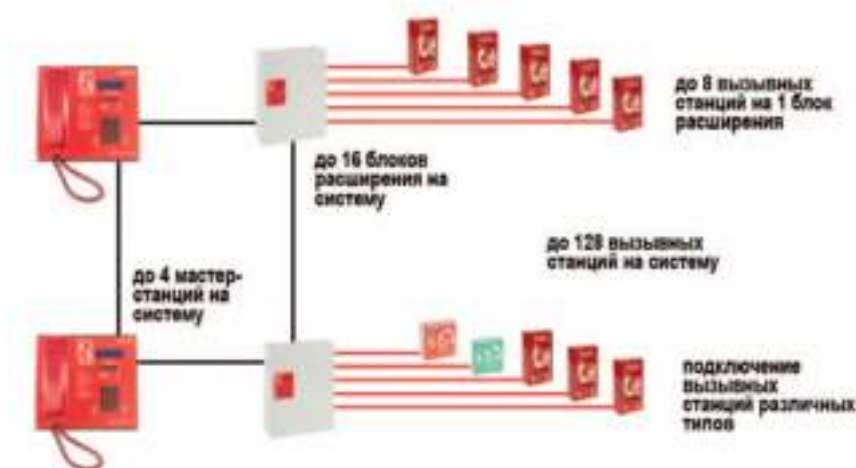 до 8 вызывных
станций на 1 блок
расширения
до 16 блоков
расширения на
систему
до 128 вызывных
станций на систему
до 4 мастер-
станций на
систему
подключение
вызывных
станций различных
типов